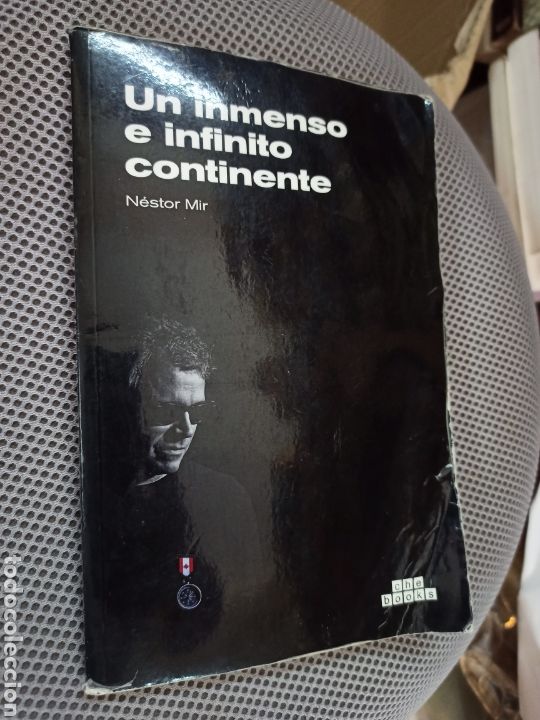 Un inmenso
e infinito
continente
Néstor Mir
che
books
todocoleccion